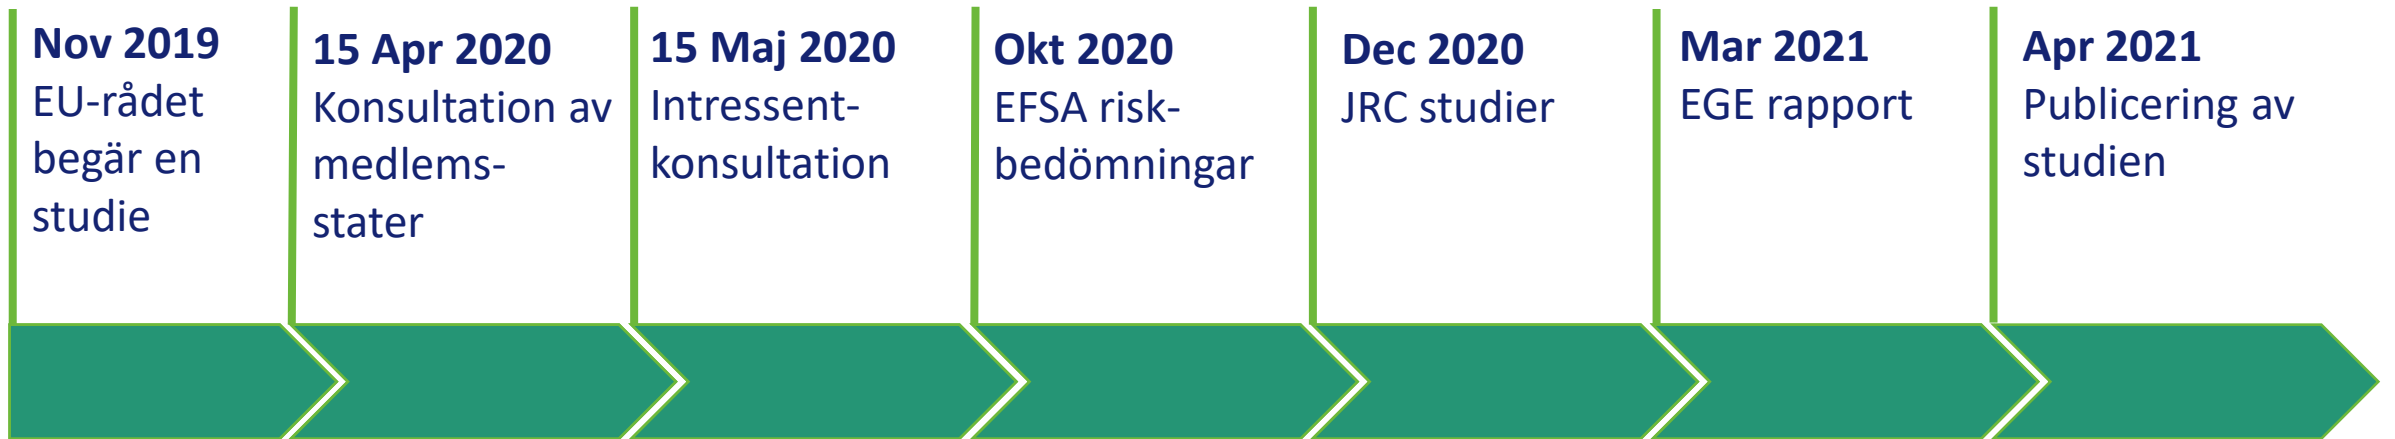 Nov 2019
EU-rådet
begär en
studie
15 Apr 2020
Konsultation av
medlems-
stater
15 Maj 2020
Intressent-
konsultation
Okt 2020
EFSA risk-
bedömningar
Dec 2020
JRC studier
Mar 2021
EGE rapport
Apr 2021
Publicering av
studien